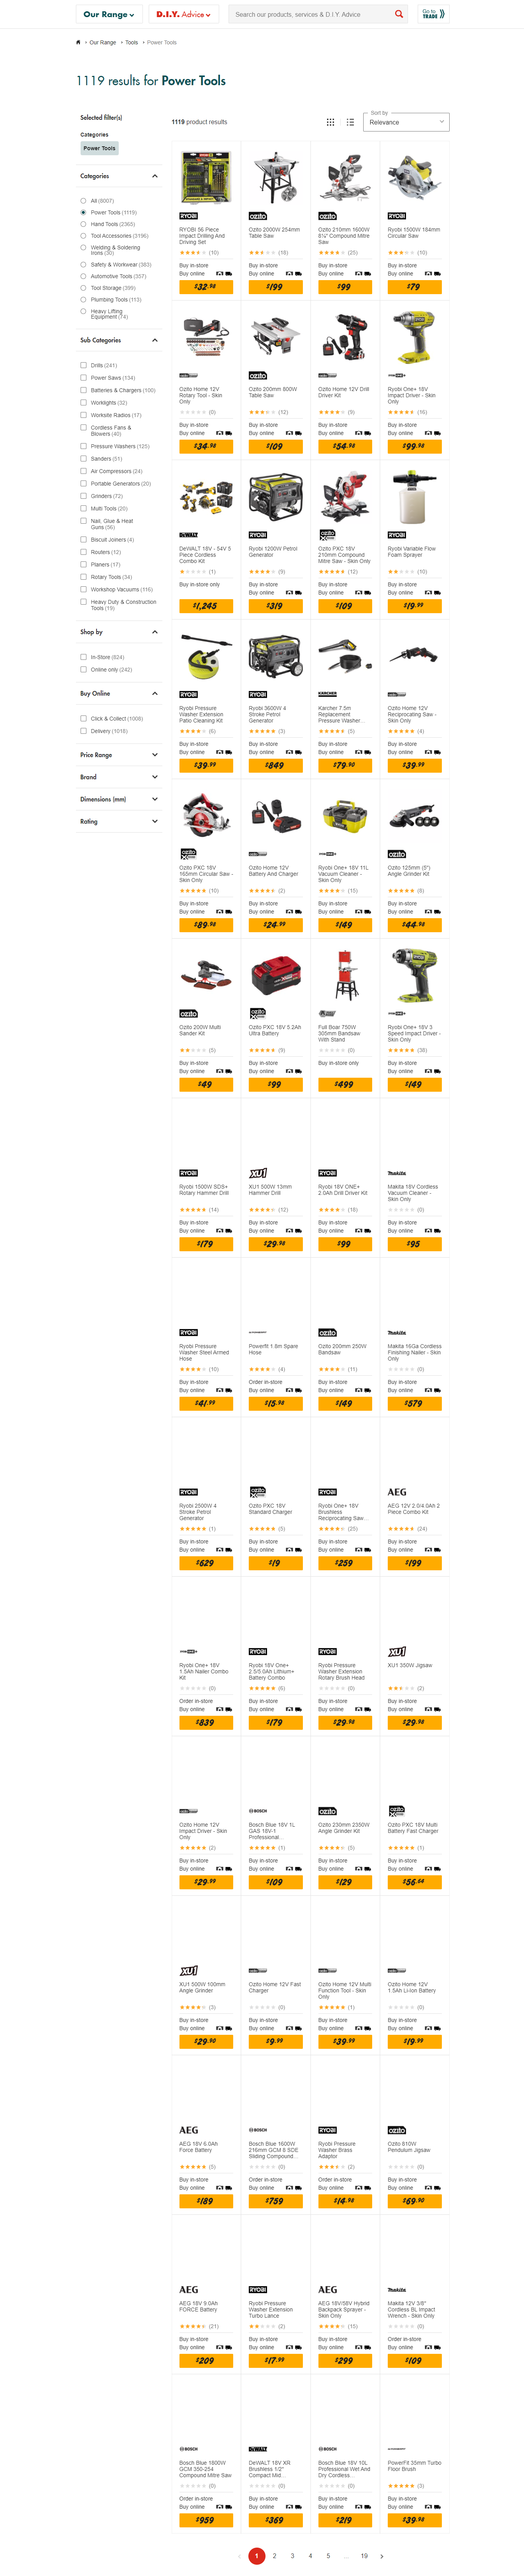 Our Range
D.I.Y. Advice
Search our products, services & D.I.Y. Advice
Go to
TRADE
Our Range
Tools
Power Tools
1119 results for Power Tools
Selected filter(s)
Categories
Power Tools
Categories
All (6007)
Power Tools (1119)
Hand Tools (2365)
Tool Accessories (3196)
Welding & Soldering
Irons (30)
Safety & Workwear (383)
Automotive Tools (357)
Tool Storage (399)
Plumbing Tools (113)
Heavy Lifting
Equipment (74)
Sub Categories
Drills (241)
Power Saws (134)
Batteries & Chargers (100)
Worklights (32)
Worksite Radios (17)
Cordless Fans &
Blowers (40)
Pressure Washers (125)
Sanders (51)
Air Compressors (24)
Portable Generators (20)
Grinders (72)
Multi Tools (20)
Nail, Glue & Heat
Guns (56)
Biscuit Joiners (4)
Routers (12)
Planers (17)
Rotary Tools (34)
Workshop Vacuums (116)
Heavy Duty & Construction
Tools (19)
Shop by
In-Store (824)
Online only (242)
Buy Online
Click & Collect (1008)
Delivery (1018)
Price Range
Brand
Dimensions (mm)
Rating
1119 product results
Sort by
Relevance
RYOBI 56 Piece
Impact Drilling And
Driving Set
(10)
Buy in-store
Buy online
$32.98
Ozito 2000W 254mm
Table Saw
(18)
Buy in-store
Buy online
$199
Ozito 210mm 1600W
8¼" Compound Mitre
Saw
(25)
Buy in-store
Buy online
$99
Ryobi 1500W 184mm
Circular Saw
(10)
Buy in-store
Buy online
$79
Ozito Home 12V
Rotary Tool - Skin
Only
(0)
Buy in-store
Buy online
$34.98
Ozito 200mm 800W
Table Saw
(12)
Buy in-store
Buy online
$109
Ozito Home 12V Drill
Driver Kit
(9)
Buy in-store
Buy online
$54.98
Ryobi One+ 18V
Impact Driver - Skin
Only
(16)
Buy in-store
Buy online
$99.98
DeWALT 18V - 54V 5
Piece Cordless
Combo Kit
(1)
Buy in-store only
$1,245
Ryobi 1200W Petrol
Generator
(9)
Buy in-store
Buy online
$319
Ozito PXC 18V
210mm Compound
Mitre Saw - Skin Only
(12)
Buy in-store
Buy online
$109
Ryobi Variable Flow
Foam Sprayer
(10)
Buy in-store
Buy online
$19.99
Ryobi Pressure
Washer Extension
Patio Cleaning Kit
(6)
Buy in-store
Buy online
$39.99
Ryobi 3600W 4
Stroke Petrol
Generator
(3)
Buy in-store
Buy online
$849
Karcher 7.5m
Replacement
Pressure Washer...
(5)
Buy in-store
Buy online
$79.90
Ozito Home 12V
Reciprocating Saw -
Skin Only
(4)
Buy in-store
Buy online
$39.99
Ozito PXC 18V
165mm Circular Saw -
Skin Only
(10)
Buy in-store
Buy online
$89.98
Ozito Home 12V
Battery And Charger
(2)
Buy in-store
Buy online
$24.99
Ryobi One+ 18V 11L
Vacuum Cleaner -
Skin Only
(15)
Buy in-store
Buy online
$149
Ozito 125mm (5")
Angle Grinder Kit
(8)
Buy in-store
Buy online
$44.98
Ozito 200W Multi
Sander Kit
(5)
Buy in-store
Buy online
$49
Ozito PXC 18V 5.2Ah
Ultra Battery
(9)
Buy in-store
Buy online
$99
Full Boar 750W
305mm Bandsaw
With Stand
(0)
Buy in-store only
$499
Ryobi One+ 18V 3
Speed Impact Driver -
Skin Only
(38)
Buy in-store
Buy online
$149
Ryobi 1500W SDS+
Rotary Hammer Drill
(14)
Buy in-store
Buy online
$179
XU1 500W 13mm
Hammer Drill
(12)
Buy in-store
Buy online
$29.98
Ryobi 18V ONE+
2.0Ah Drill Driver Kit
(16)
Buy in-store
Buy online
$99
Makita 18V Cordless
Vacuum Cleaner -
Skin Only
(0)
Buy in-store
Buy online
$95
Ryobi Pressure
Washer Steel Armed
Hose
(10)
Buy in-store
Buy online
$41.99
Powerfit 1.8m Spare
Hose
(4)
Order in-store
Buy online
$15.98
Ozito 200mm 250W
Bandsaw
(11)
Buy in-store
Buy online
$149
Makita 16Ga Cordless
Finishing Nailer - Skin
Only
(0)
Buy in-store
Buy online
$579
Ryobi 2500W 4
Stroke Petrol
Generator
(1)
Buy in-store
Buy online
$629
Ozito PXC 18V
Standard Charger
(5)
Buy in-store
Buy online
$19
Ryobi One+ 18V
Brushless
Reciprocating Saw...
(25)
Buy in-store
Buy online
$259
AEG 12V 2.0/4.0Ah 2
Piece Combo Kit
(24)
Buy in-store
Buy online
$199
Ryobi One+ 18V
1.5Ah Nailer Combo
Kit
(0)
Order in-store
Buy online
$839
Ryobi 18V One+
2.5/5.0Ah Lithium+
Battery Combo
(6)
Buy in-store
Buy online
$179
Ryobi Pressure
Washer Extension
Rotary Brush Head
(0)
Buy in-store
Buy online
$29.98
XU1 350W Jigsaw
(2)
Buy in-store
Buy online
$29.98
Ozito Home 12V
Impact Driver - Skin
Only
(2)
Buy in-store
Buy online
$29.99
Bosch Blue 18V 1L
GAS 18V-1
Professional...
(1)
Buy in-store
Buy online
$109
Ozito 230mm 2350W
Angle Grinder Kit
(5)
Buy in-store
Buy online
$129
Ozito PXC 18V Multi
Battery Fast Charger
(1)
Buy in-store
Buy online
$56.64
XU1 500W 100mm
Angle Grinder
(3)
Buy in-store
Buy online
$29.90
Ozito Home 12V Fast
Charger
(0)
Buy in-store
Buy online
$9.99
Ozito Home 12V Multi
Function Tool - Skin
Only
(1)
Buy in-store
Buy online
$39.99
Ozito Home 12V
1.5Ah Li-Ion Battery
(0)
Buy in-store
Buy online
$19.99
AEG 18V 6.0Ah
Force Battery
(5)
Buy in-store
Buy online
$189
Bosch Blue 1600W
216mm GCM 8 SDE
Sliding Compound...
(0)
Order in-store
Buy online
$759
Ryobi Pressure
Washer Brass
Adaptor
(2)
Order in-store
Buy online
$14.98
Ozito 810W
Pendulum Jigsaw
(0)
Buy in-store
Buy online
$69.90
AEG 18V 9.0Ah
FORCE Battery
(21)
Buy in-store
Buy online
$209
Ryobi Pressure
Washer Extension
Turbo Lance
(2)
Buy in-store
Buy online
$17.99
AEG 18V/58V Hybrid
Backpack Sprayer -
Skin Only
(15)
Buy in-store
Buy online
$299
Makita 12V 3/8"
Cordless BL Impact
Wrench - Skin Only
(0)
Order in-store
Buy online
$109
Bosch Blue 1800W
GCM 350-254
Compound Mitre Saw
(0)
Order in-store
Buy online
$959
DeWALT 18V XR
Brushless 1/2"
Compact Mid...
(0)
Buy in-store
Buy online
$369
Bosch Blue 18V 10L
Professional Wet And
Dry Cordless...
(0)
Buy in-store
Buy online
$219
PowerFit 35mm Turbo
Floor Brush
(3)
Buy in-store
Buy online
$39.98
1 2 3 4 5 ... 19